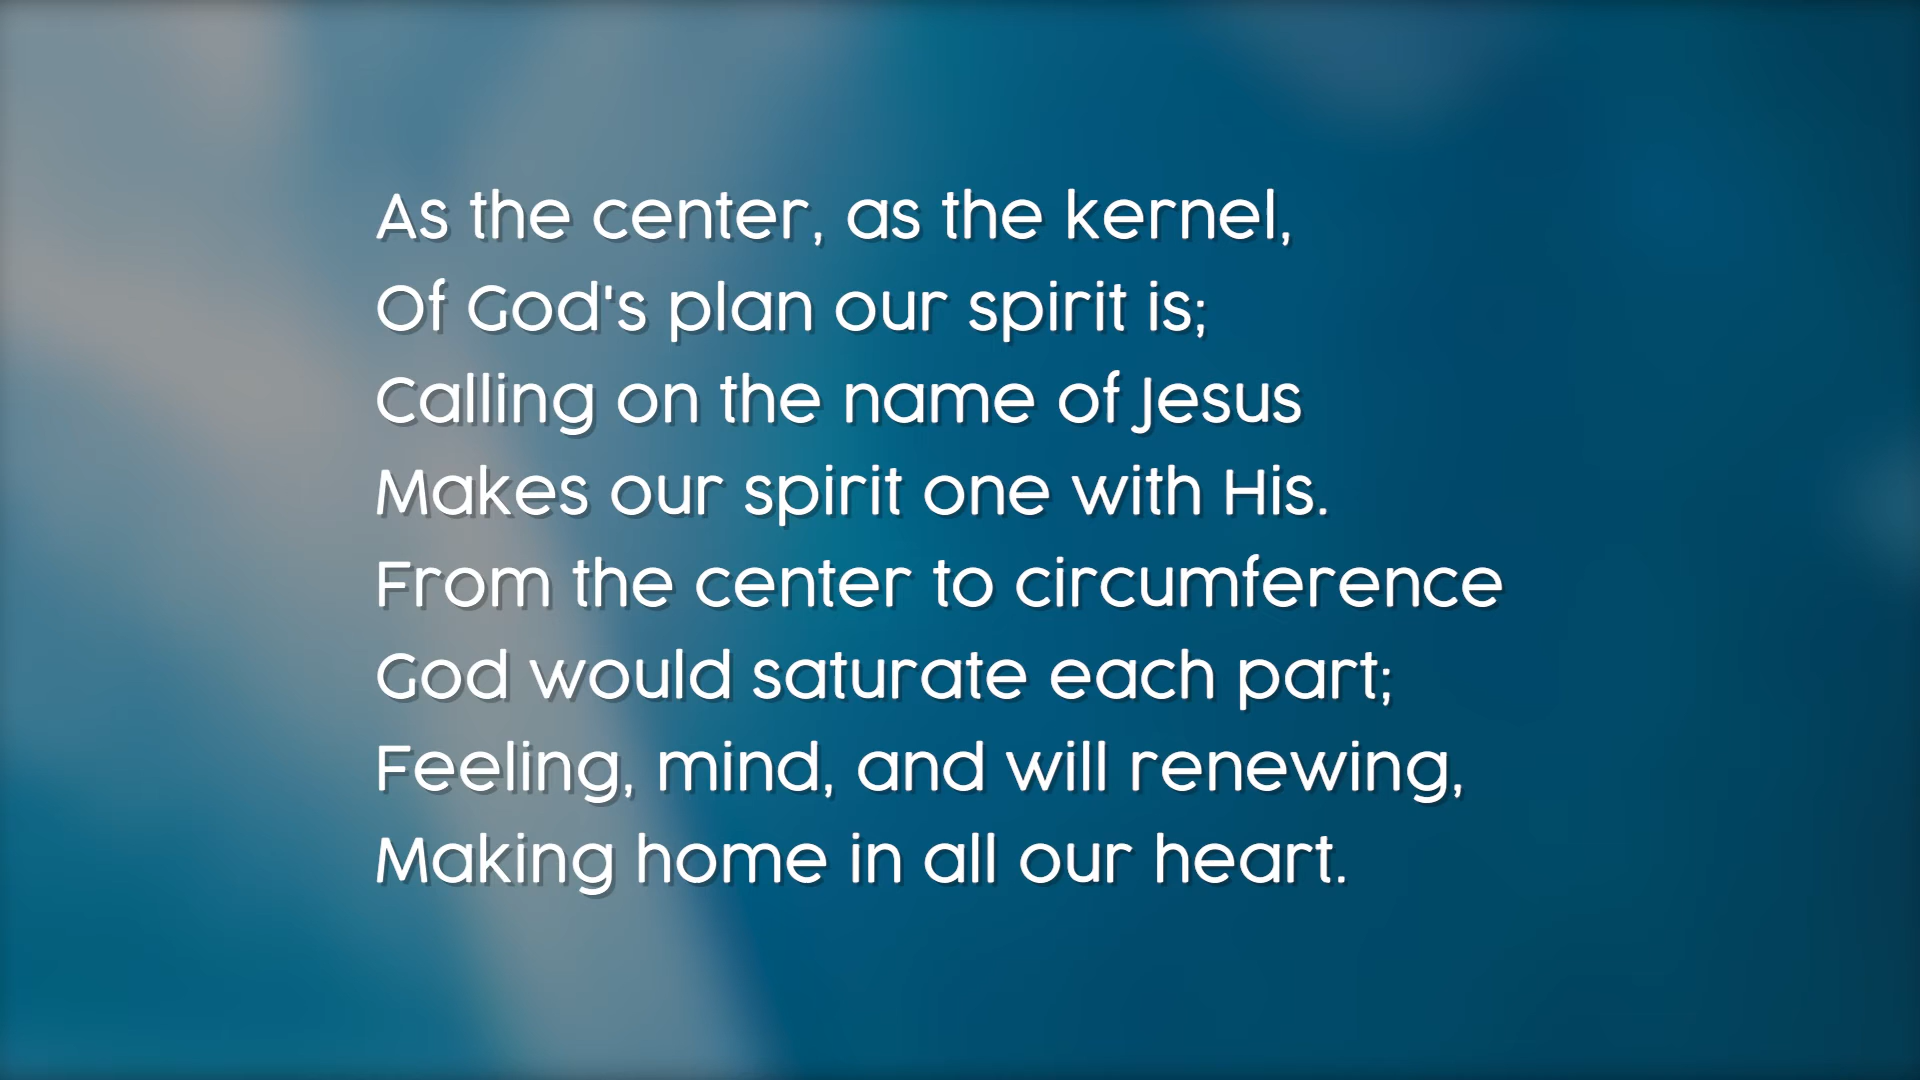 As the center, as the kernel,
Of God's plan our spirit is;
Calling on the name of Jesus
Makes our spirit one with His.
From the center to circumference
God would saturate each part;
Feeling, mind, and will renewing,
Making home in all our heart.